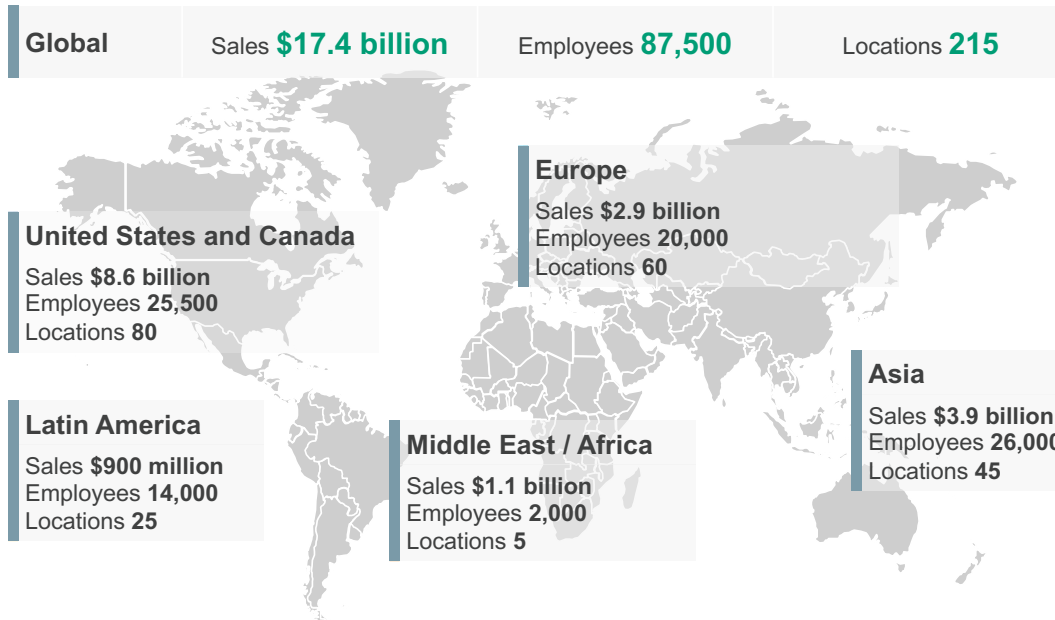 Global Sales $17.4 billion Employees 87,500 Locations 215
Europe
Sales $2.9 billion
Employees 20,000
Locations 60
United States and Canada
Sales $8.6 billion
Employees 25,500
Locations 80
Asia
Sales $3.9 billion
Employees 26,000
Locations 45
Latin America
Sales $900 million
Employees 14,000
Locations 25
Middle East / Africa
Sales $1.1 billion
Employees 2,000
Locations 5